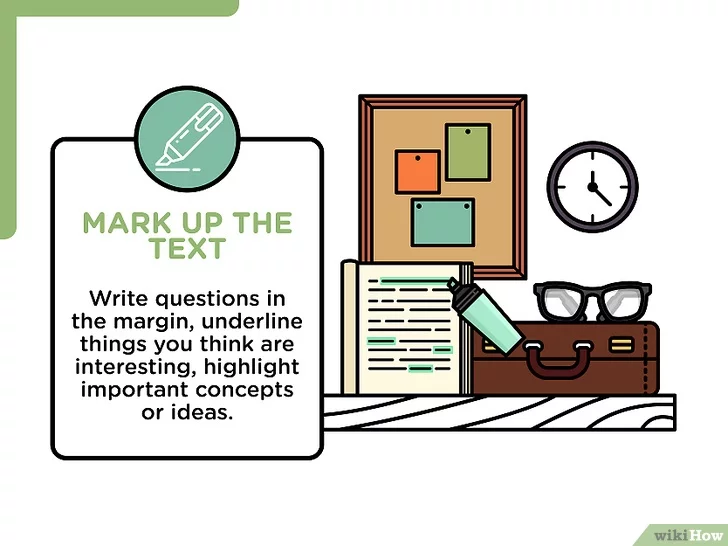 MARK UP THE
TEXT
Write questions in
the margin, underline
things you think are
interesting, highlight
important concepts
or ideas.
wikiHow